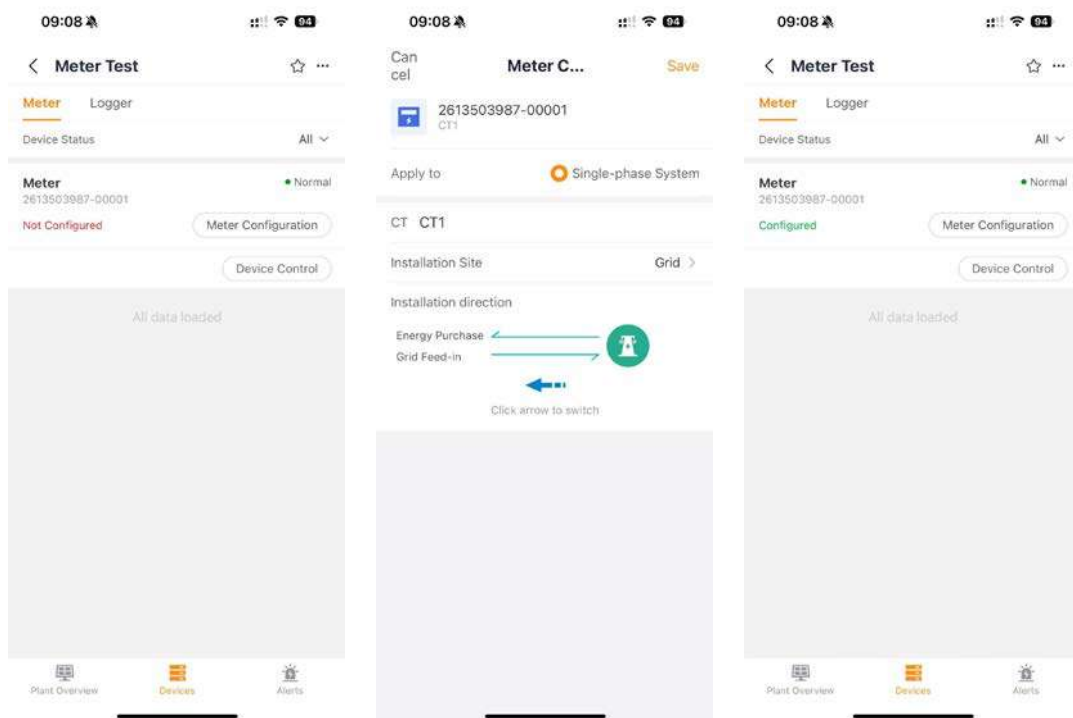 09:08
94
Meter Test
Meter Logger
Device Status All
Meter Normal
2613503987-00001
Not Configured Meter Configuration
Device Control
All data loaded
Plant Overview Devices Alerts
09:08
94
Can
cel
Meter C... Save
2613503987-00001
CT1
Apply to Single-phase System
CT CT1
Installation Site Grid
Installation direction
Energy Purchase
Grid Feed-in
Click arrow to switch
09:08
94
Meter Test
Meter Logger
Device Status All
Meter Normal
2613503987-00001
Configured Meter Configuration
Device Control
All data loaded
Plant Overview Devices Alerts